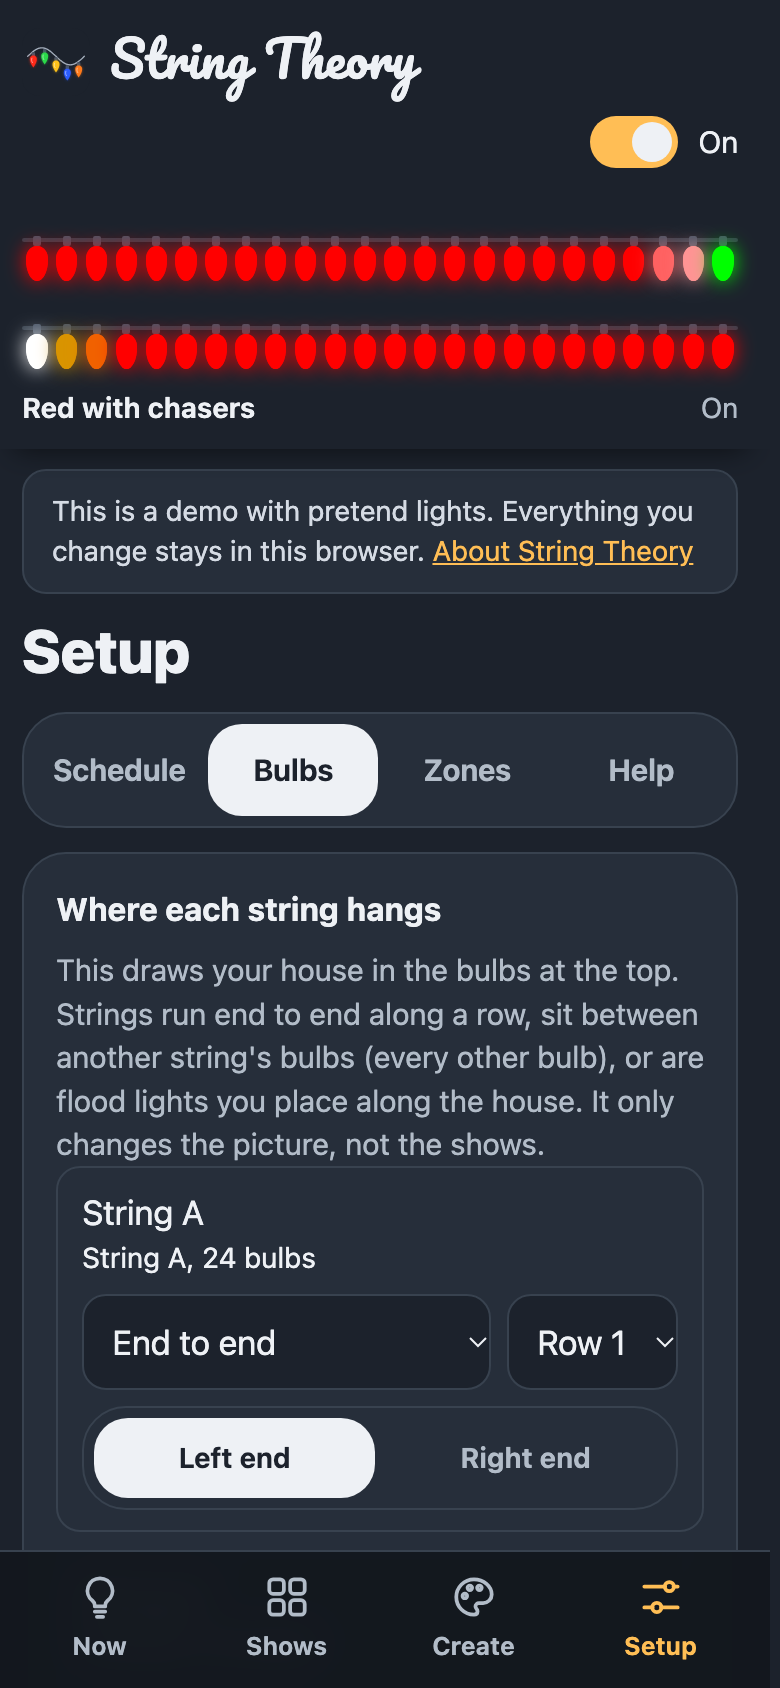 String Theory
On
Red with chasers
On
This is a demo with pretend lights. Everything you
change stays in this browser. About String Theory
Setup
Schedule
Bulbs
Zones
Help
Where each string hangs
This draws your house in the bulbs at the top.
Strings run end to end along a row, sit between
another string's bulbs (every other bulb), or are
flood lights you place along the house. It only
changes the picture, not the shows.
String A
String A, 24 bulbs
End to end
Row 1
Left end
Right end
Now
Shows
Create
Setup